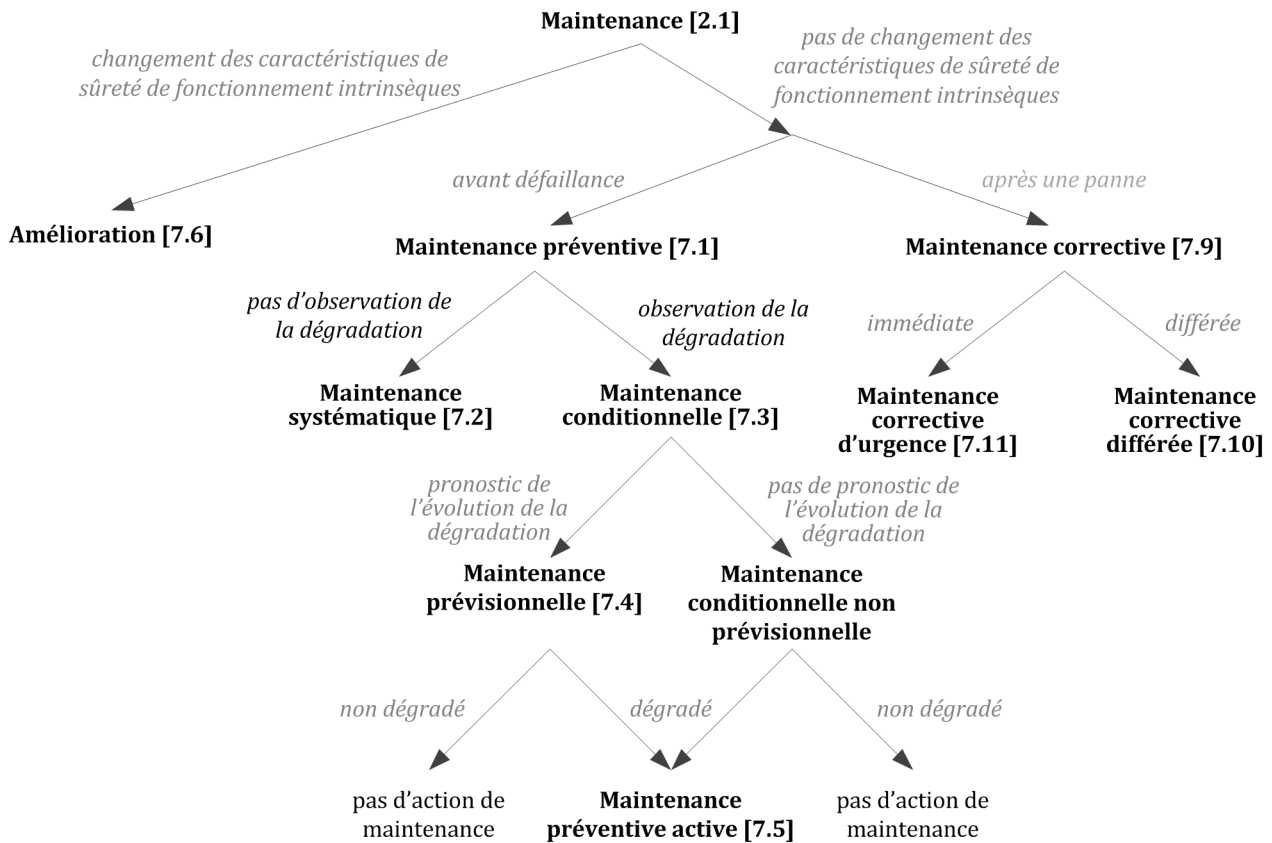 Maintenance [2.1]
changement des caractéristiques de
sûreté de fonctionnement intrinsèques
pas de changement des
caractéristiques de sûreté de
fonctionnement intrinsèques
avant défaillance
après une panne
Amélioration [7.6]
Maintenance préventive [7.1]
Maintenance corrective [7.9]
pas d’observation de
la dégradation
observation de la
dégradation
immédiate
différée
Maintenance
systématique [7.2]
Maintenance
conditionnelle [7.3]
Maintenance
corrective
d’urgence [7.11]
Maintenance
corrective
différée [7.10]
pronostic de
l’évolution de la
dégradation
pas de pronostic de
l’évolution de la
dégradation
Maintenance
prévisionnelle [7.4]
Maintenance
conditionnelle non
prévisionnelle
non dégradé
dégradé
non dégradé
pas d’action de
maintenance
Maintenance
préventive active [7.5]
pas d’action de
maintenance